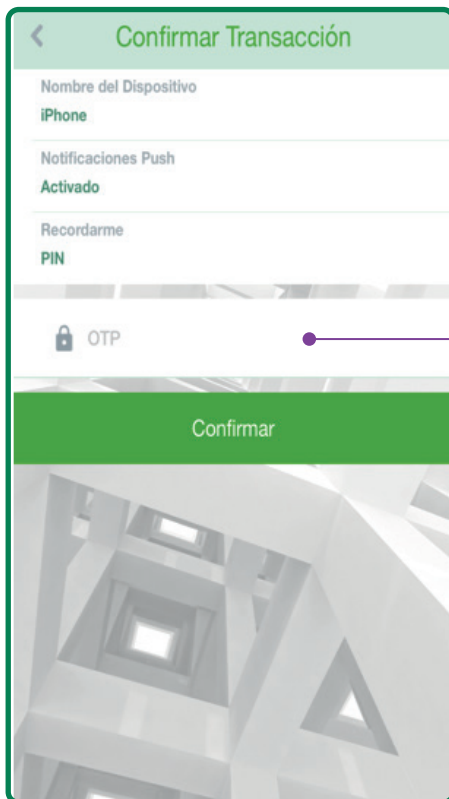 Confirmar Transacción
Nombre del Dispositivo
iPhone
Notificaciones Push
Activado
Recordarme
PIN
OTP
Confirmar